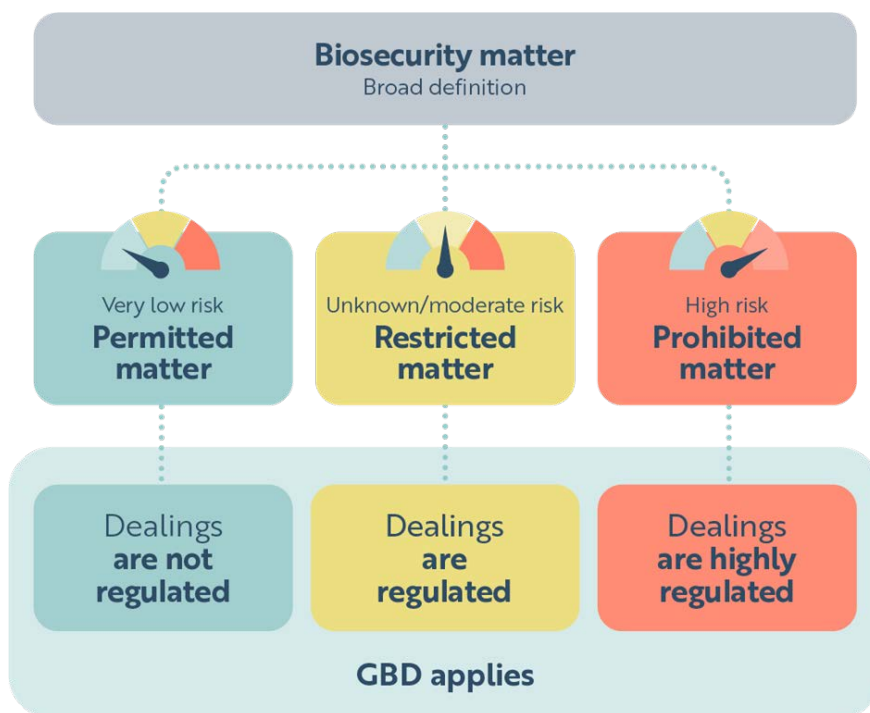 Biosecurity matter
Broad definition
Very low risk
Permitted
matter
Unknown/moderate risk
Restricted
matter
High risk
Prohibited
matter
Dealings
are not
regulated
Dealings
are
regulated
Dealings
are highly
regulated
GBD applies